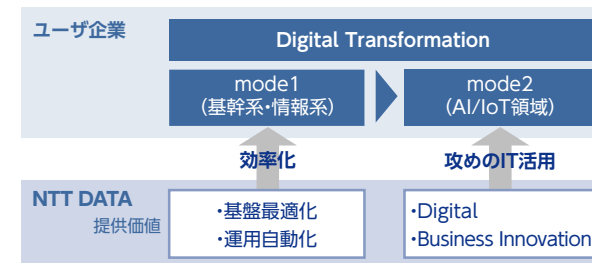 ユーザ企業
Digital Transformation
mode1
(基幹系・情報系)
mode2
(AI/IoT領域)
効率化
攻めのIT活用
NTT DATA
提供価値
・基盤最適化
・運用自動化
・Digital
・Business Innovation